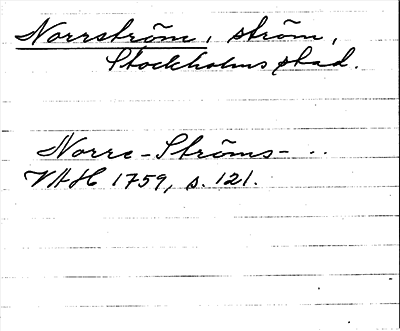 Norrström, ström,
Stockholms stad.
Norre-Ströms- ..
VAH 1759, s. 121.